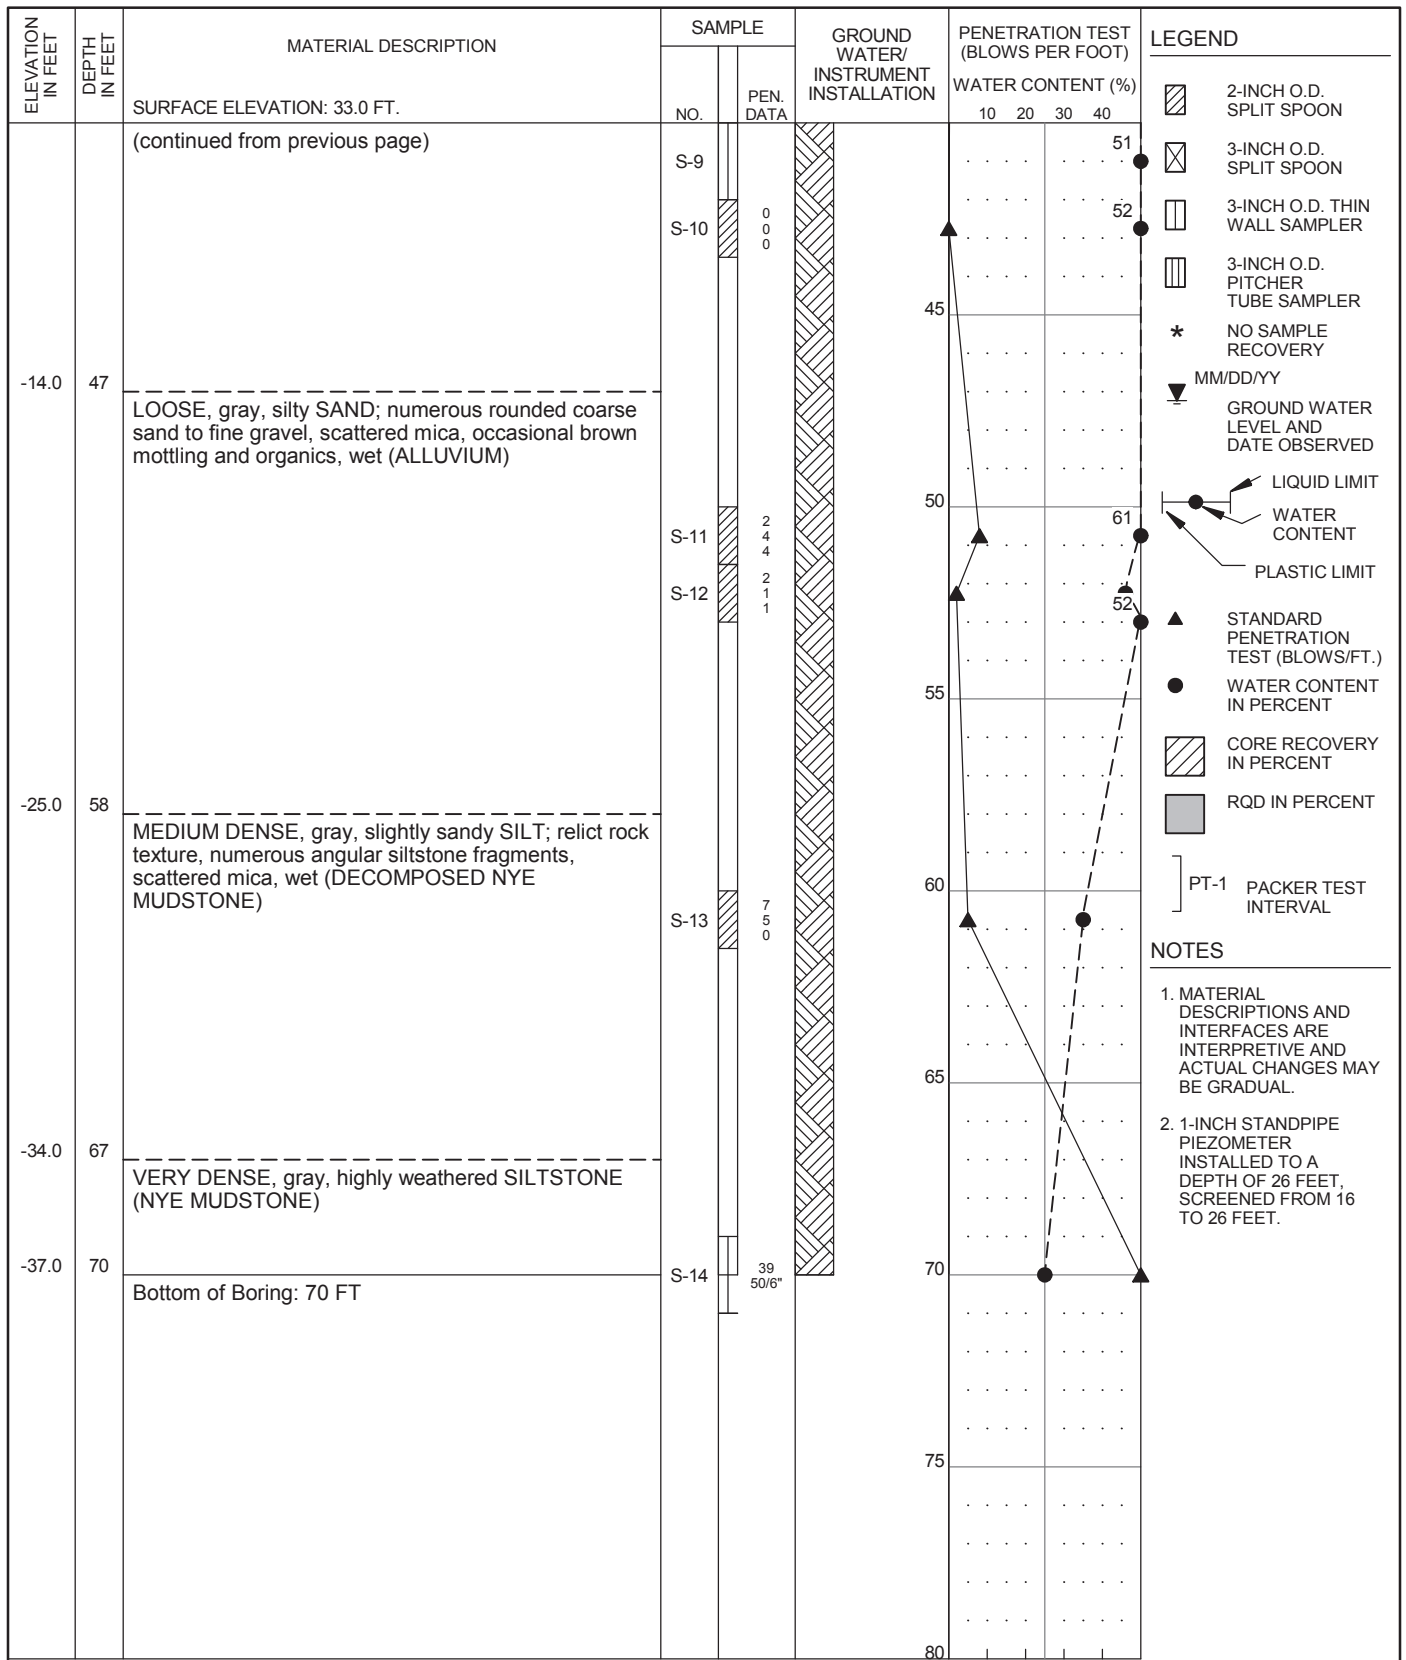 ELEVATION
IN FEET
DEPTH
IN FEET
MATERIAL DESCRIPTION
SURFACE ELEVATION: 33.0 FT.
SAMPLE
NO.
PEN.
DATA
GROUND
WATER/
INSTRUMENT
INSTALLATION
PENETRATION TEST
(BLOWS PER FOOT)
WATER CONTENT (%)
10 20 30 40
(continued from previous page)
S-9
51
S-10
0
0
0
52
45
-14.0 47
LOOSE, gray, silty SAND; numerous rounded coarse
sand to fine gravel, scattered mica, occasional brown
mottling and organics, wet (ALLUVIUM)
50
S-11
2
4
4
61
S-12
2
1
1
52
55
-25.0 58
MEDIUM DENSE, gray, slightly sandy SILT; relict rock
texture, numerous angular siltstone fragments,
scattered mica, wet (DECOMPOSED NYE
MUDSTONE)
60
S-13
7
5
0
65
-34.0 67
VERY DENSE, gray, highly weathered SILTSTONE
(NYE MUDSTONE)
-37.0 70
S-14
39
50/6"
70
Bottom of Boring: 70 FT
75
80
LEGEND
2-INCH O.D.
SPLIT SPOON
3-INCH O.D.
SPLIT SPOON
3-INCH O.D. THIN
WALL SAMPLER
3-INCH O.D.
PITCHER
TUBE SAMPLER
* NO SAMPLE
RECOVERY
MM/DD/YY
GROUND WATER
LEVEL AND
DATE OBSERVED
LIQUID LIMIT
WATER
CONTENT
PLASTIC LIMIT
STANDARD
PENETRATION
TEST (BLOWS/FT.)
WATER CONTENT
IN PERCENT
CORE RECOVERY
IN PERCENT
RQD IN PERCENT
PT-1 PACKER TEST
INTERVAL
NOTES
1. MATERIAL
DESCRIPTIONS AND
INTERFACES ARE
INTERPRETIVE AND
ACTUAL CHANGES MAY
BE GRADUAL.
2. 1-INCH STANDPIPE
PIEZOMETER
INSTALLED TO A
DEPTH OF 26 FEET,
SCREENED FROM 16
TO 26 FEET.